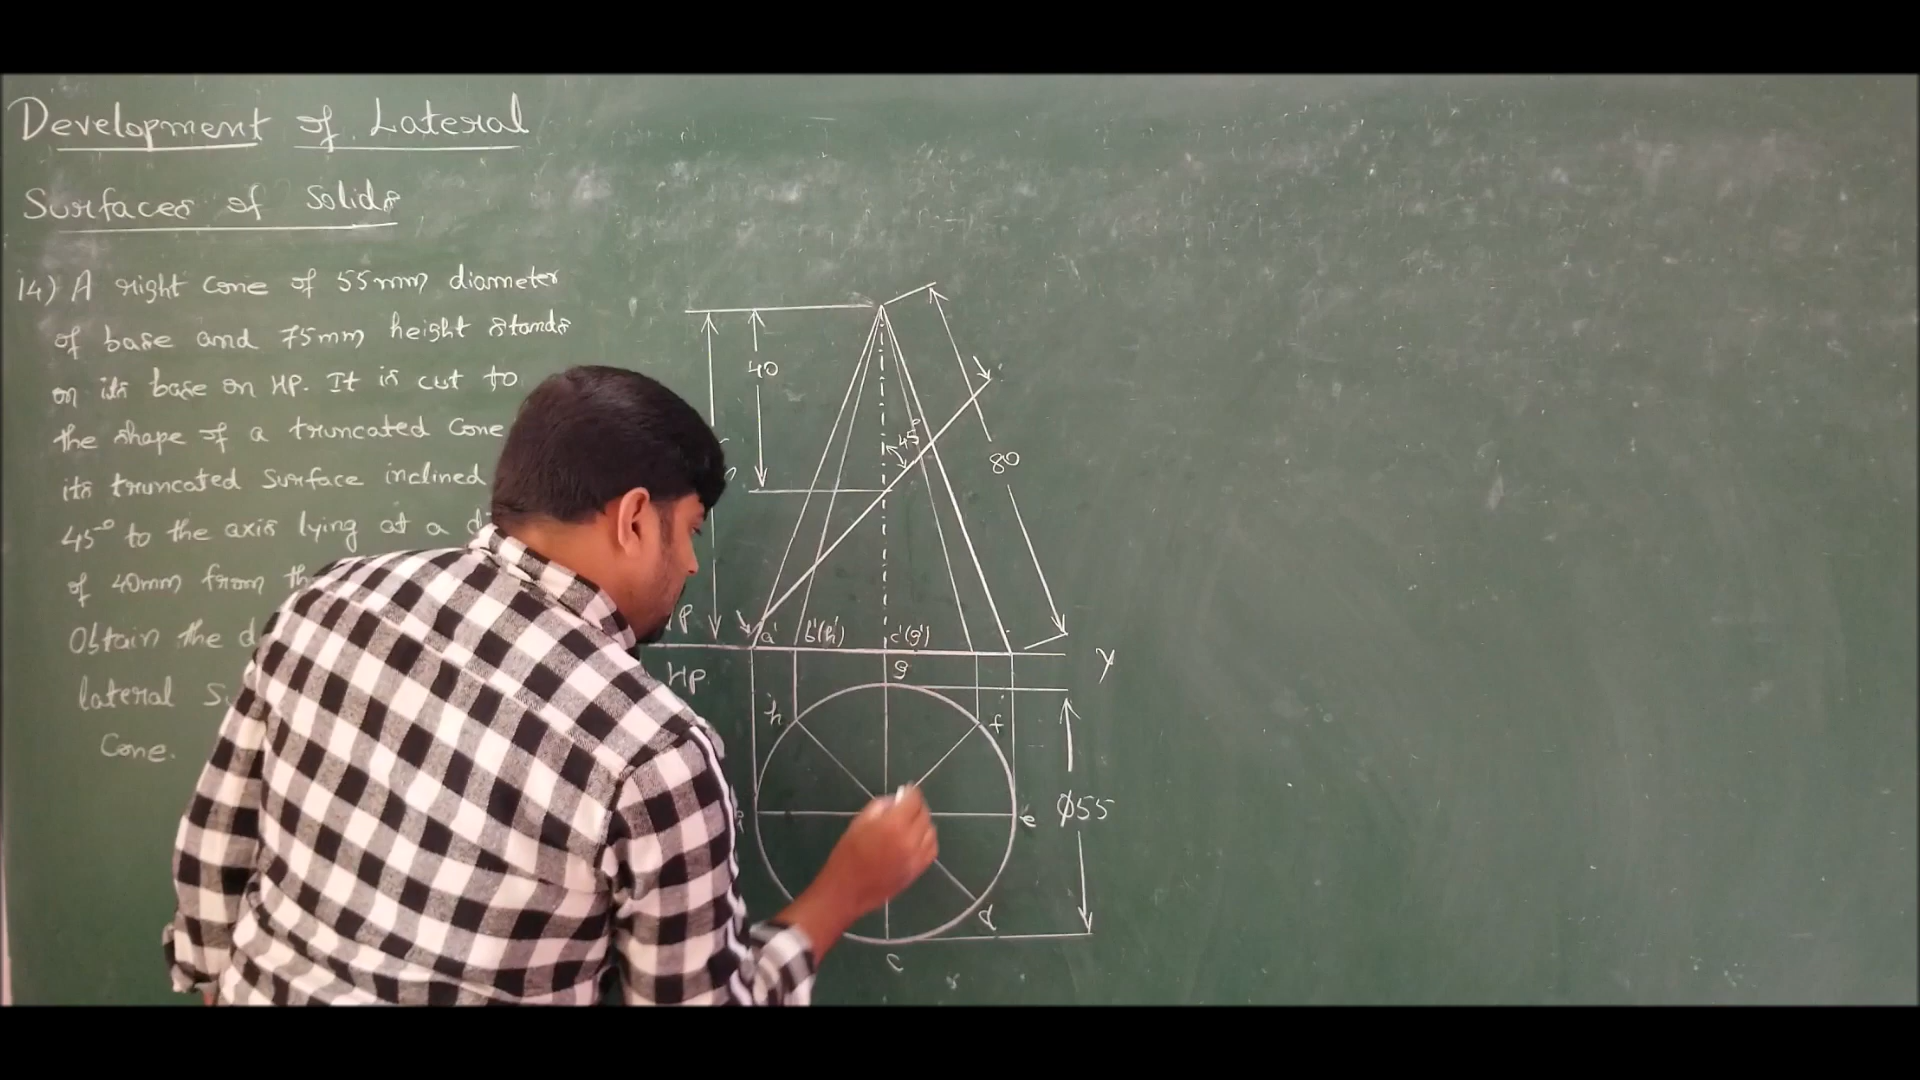 Development of Lateral
Surfaces of Solids
14) A right cone of 55mm diameter
of base and 75mm height stands
on its base on HP. It is cut to
the shape of a truncated cone
its truncated surface inclined
45° to the axis lying at a
of 40mm from
Obtain the
lateral
Cone.
40
45°
80
a'
b'(h')
c'(g')
HP
g
y
h
f
e
Ø55
d
c